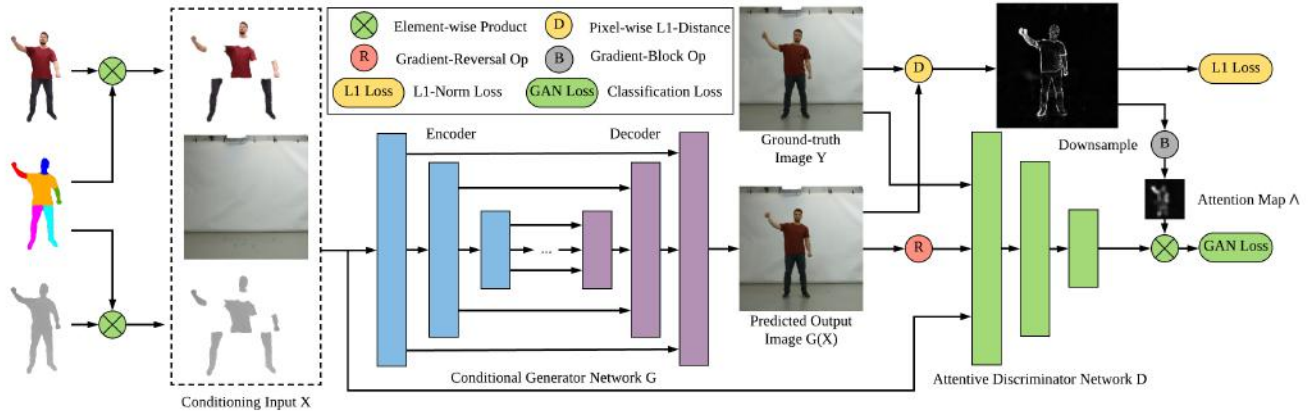 Element-wise Product
D
Pixel-wise L1-Distance
R
Gradient-Reversal Op
B
Gradient-Block Op
L1 Loss
L1-Norm Loss
GAN Loss
Classification Loss
Encoder
Decoder
...
Conditional Generator Network G
Conditioning Input X
Ground-truth
Image Y
Predicted Output
Image G(X)
D
R
L1 Loss
Downsample
B
Attention Map Λ
GAN Loss
Attentive Discriminator Network D